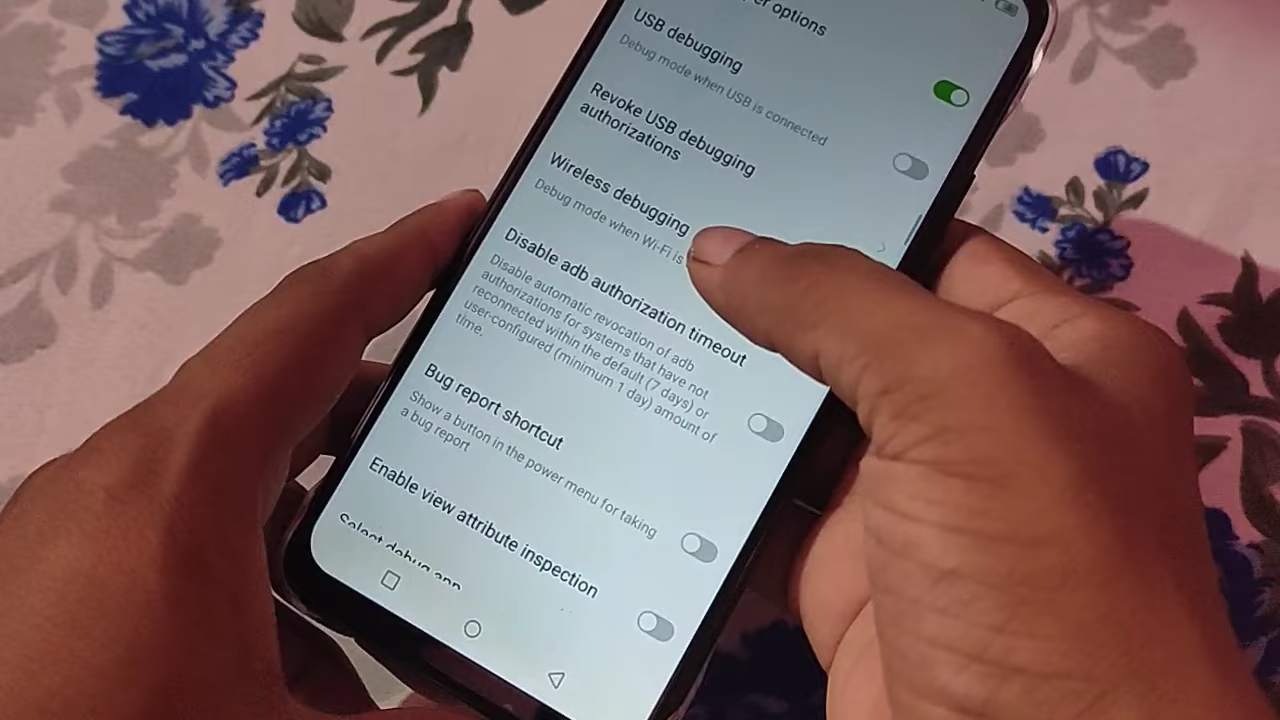 options
USB debugging
Debug mode when USB is connected
Revoke USB debugging
authorizations
Wireless debugging
Debug mode when Wi-Fi is
Disable adb authorization timeout
Disable automatic revocation of adb
authorizations for systems that have not
reconnected within the default (7 days) or
user-configured (minimum 1 day) amount of
time.
Bug report shortcut
Show a button in the power menu for taking
a bug report
Enable view attribute inspection
Select debug app